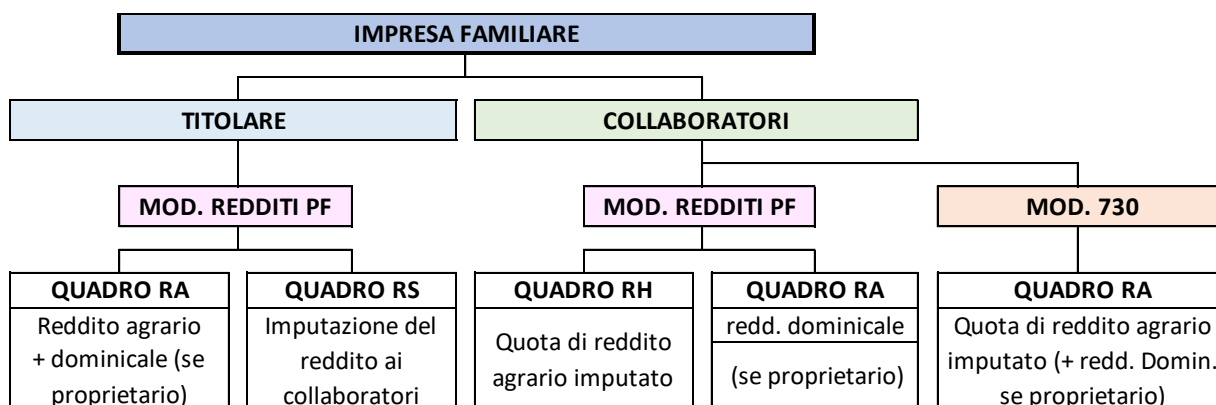 IMPRESA FAMILIARE
TITOLARE
COLLABORATORI
MOD. REDDITI PF
MOD. REDDITI PF
MOD. 730
QUADRO RA
Reddito agrario
+ dominicale (se
proprietario)
QUADRO RS
Imputazione del
reddito ai
collaboratori
QUADRO RH
Quota di reddito
agrario imputato
QUADRO RA
redd. dominicale
(se proprietario)
QUADRO RA
Quota di reddito agrario
imputato (+ redd. Domin.
se proprietario)